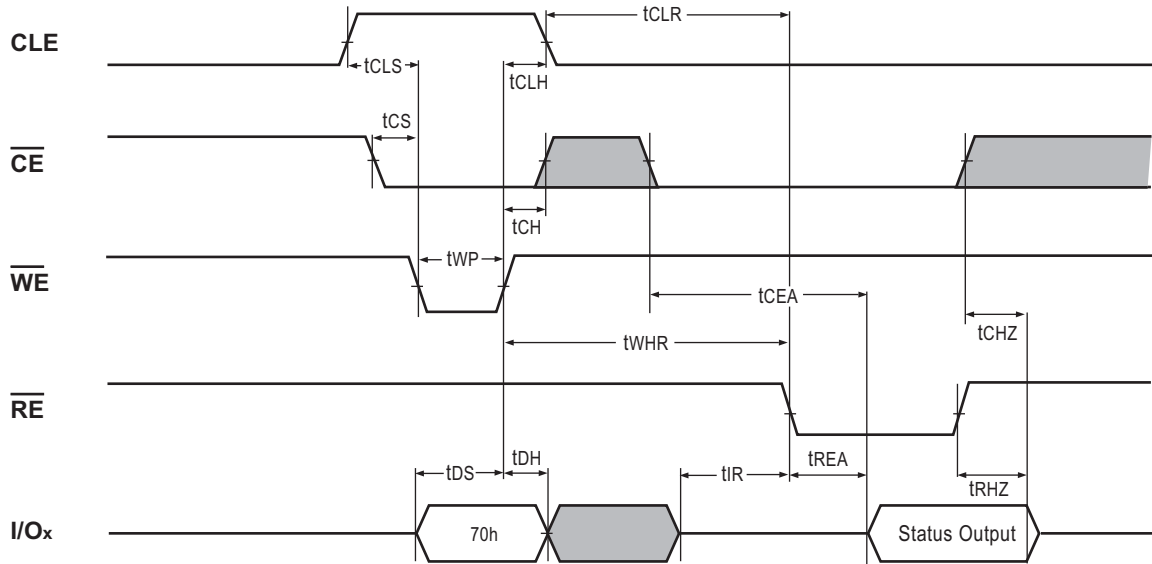 tCLR
CLE
tCLS
tCLH
tCS
CE
tCH
tWP
WE
tCEA
tCHZ
tWHR
RE
tDH
tDS
tIR
tREA
tRHZ
I/Ox
70h
Status Output